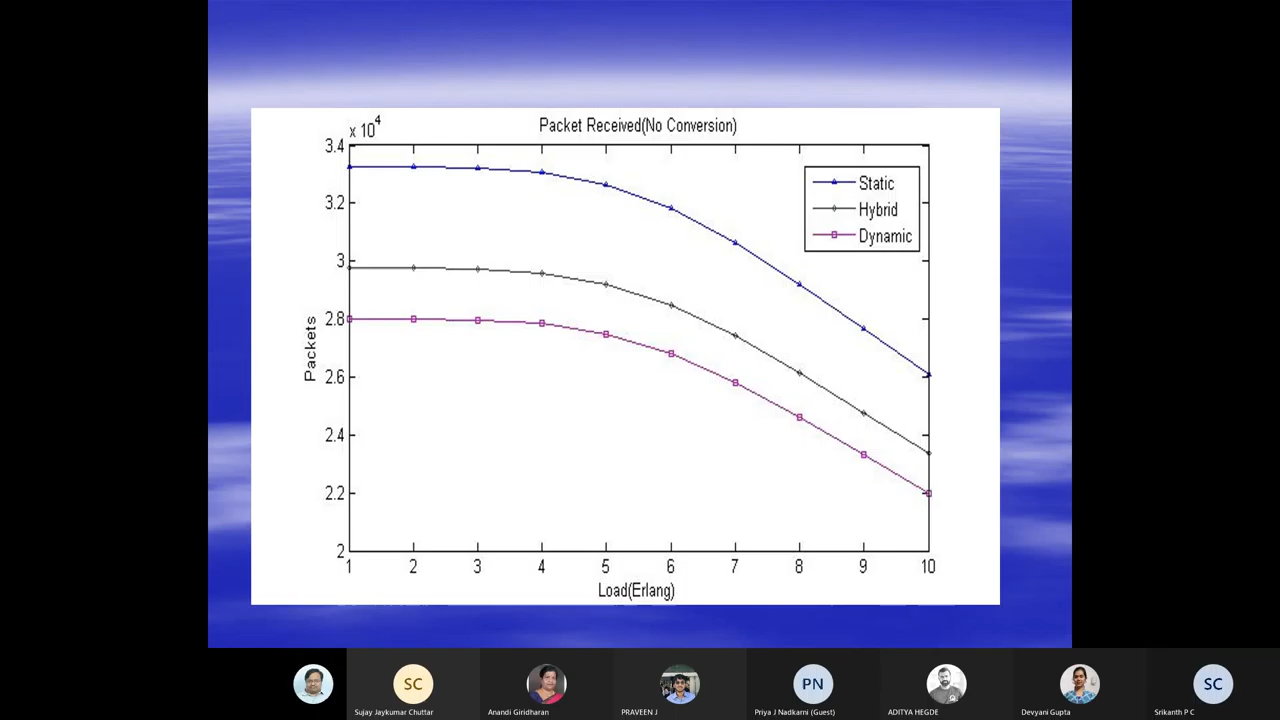 Packet Received(No Conversion)
x 10^4
3.4
3.2
3
2.8
2.6
2.4
2.2
2
Packets
Static
Hybrid
Dynamic
1 2 3 4 5 6 7 8 9 10
Load(Erlang)
SC PN SC
Sujay Jaykumar Chuttar Anandi Giridharan PRAVEEN J Priya J Nadkarni (Guest) ADITYA HEGDE Devyani Gupta Srikanth P C